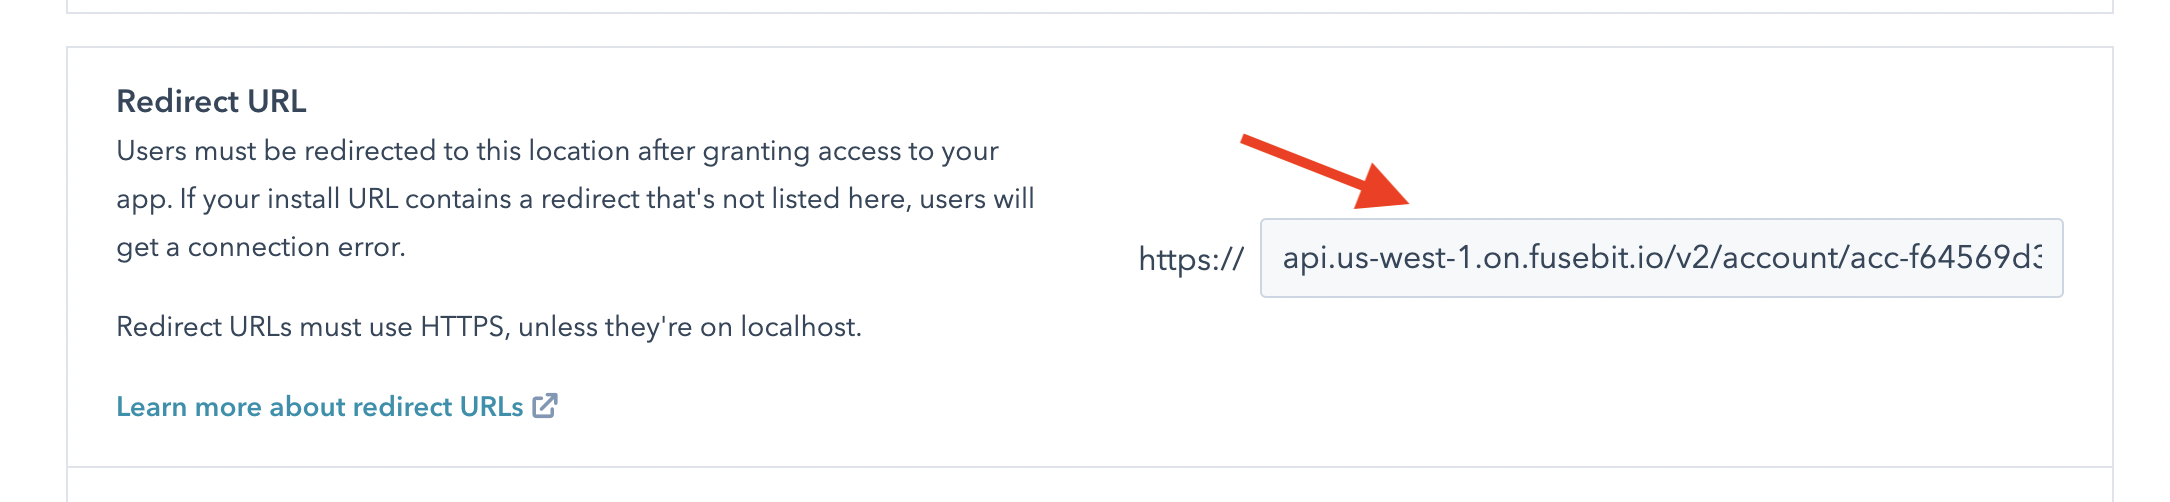 Redirect URL
Users must be redirected to this location after granting access to your
app. If your install URL contains a redirect that's not listed here, users will
get a connection error.
https:// api.us-west-1.on.fusebit.io/v2/account/acc-f64569d3
Redirect URLs must use HTTPS, unless they're on localhost.
Learn more about redirect URLs